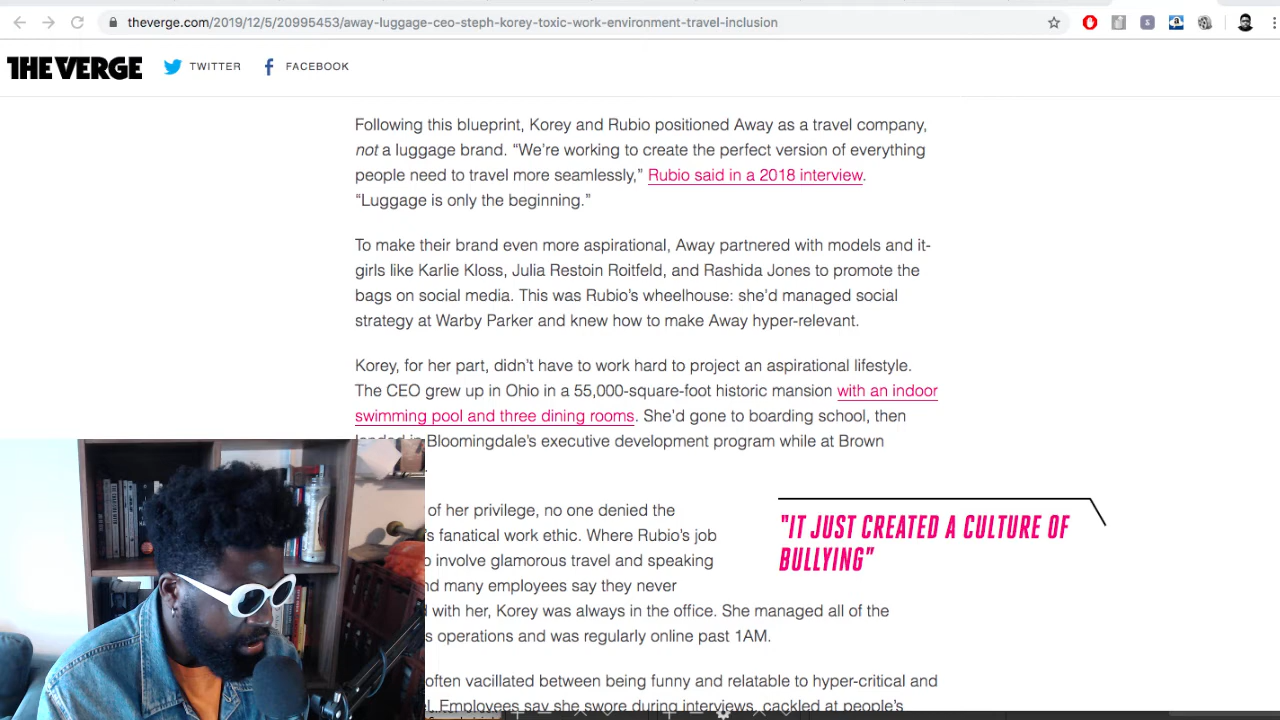 theverge.com/2019/12/5/20995453/away-luggage-ceo-steph-korey-toxic-work-environment-travel-inclusion
THE VERGE
TWITTER
FACEBOOK
Following this blueprint, Korey and Rubio positioned Away as a travel company,
not a luggage brand. “We’re working to create the perfect version of everything
people need to travel more seamlessly,” Rubio said in a 2018 interview.
“Luggage is only the beginning.”
To make their brand even more aspirational, Away partnered with models and it-
girls like Karlie Kloss, Julia Restoin Roitfeld, and Rashida Jones to promote the
bags on social media. This was Rubio’s wheelhouse: she’d managed social
strategy at Warby Parker and knew how to make Away hyper-relevant.
Korey, for her part, didn’t have to work hard to project an aspirational lifestyle.
The CEO grew up in Ohio in a 55,000-square-foot historic mansion with an indoor
swimming pool and three dining rooms. She’d gone to boarding school, then
Bloomingdale’s executive development program while at Brown
of her privilege, no one denied the
’s fanatical work ethic. Where Rubio’s job
involve glamorous travel and speaking
many employees say they never
with her, Korey was always in the office. She managed all of the
operations and was regularly online past 1AM.
"IT JUST CREATED A CULTURE OF
BULLYING"
often vacillated between being funny and relatable to hyper-critical and
Employees say she swore during interviews, cackled at people’s